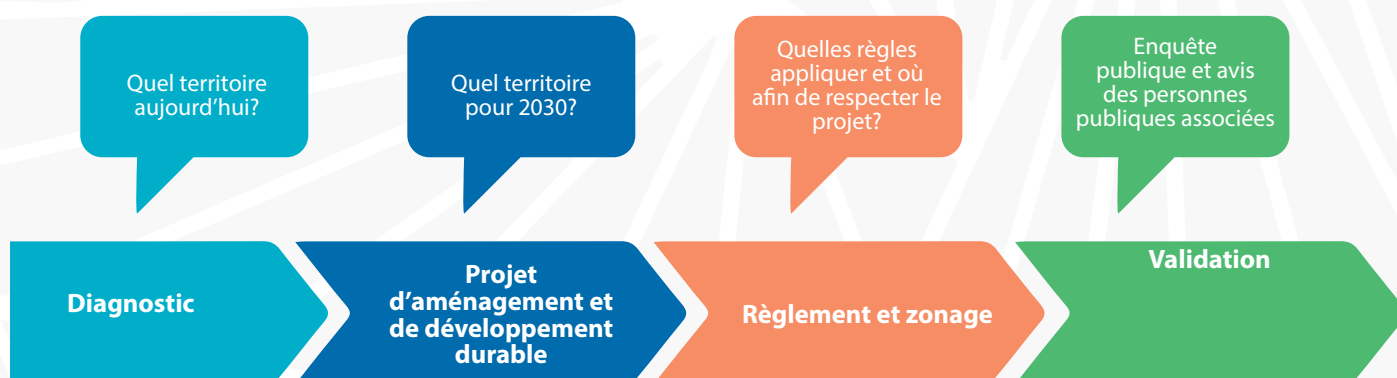 Quel territoire
aujourd'hui?
Quel territoire
pour 2030?
Quelles règles
appliquer et où
afin de respecter le
projet?
Enquête
publique et avis
des personnes
publiques associées
Diagnostic
Projet
d'aménagement et
de développement
durable
Règlement et zonage
Validation